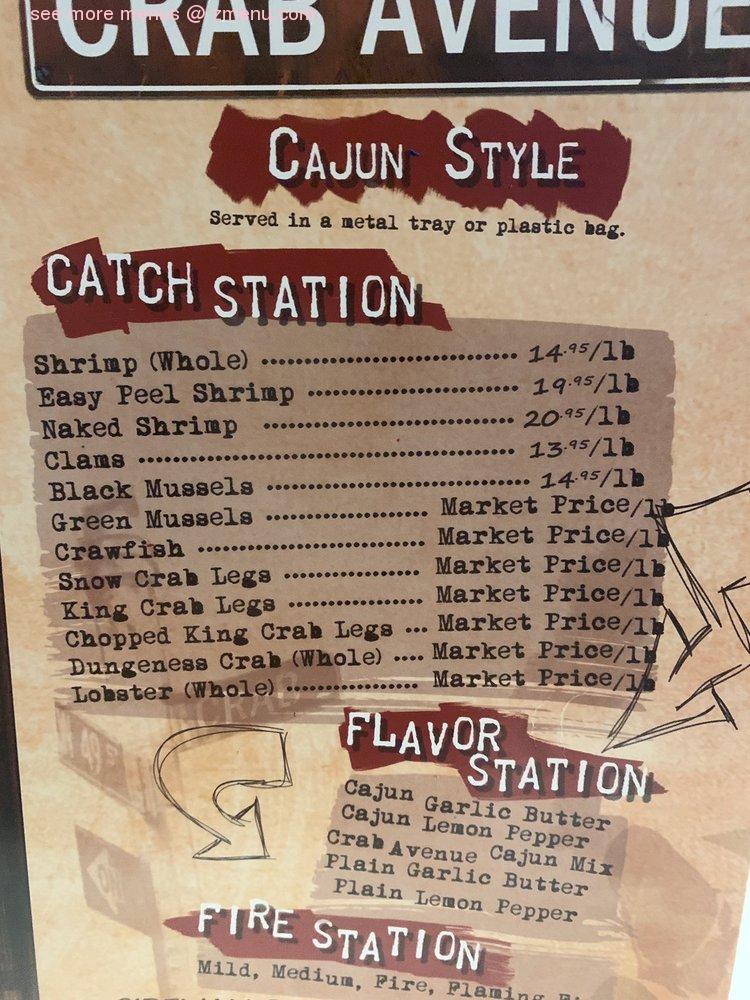 see more menus @ izmenu.com
CRAB AVENUE
CAJUN STYLE
Served in a metal tray or plastic bag.
CATCH STATION
Shrimp (Whole) ........................ 14.95/lb
Easy Peel Shrimp .................... 19.95/lb
Naked Shrimp ........................ 20.95/lb
Clams .................................... 13.95/lb
Black Mussels ......................... 14.95/lb
Green Mussels ............... Market Price/lb
Crawfish ..................... Market Price/lb
Snow Crab Legs ............. Market Price/lb
King Crab Legs ............. Market Price/lb
Chopped King Crab Legs ... Market Price/lb
Dungeness Crab (Whole) .... Market Price/lb
Lobster (Whole) ............. Market Price/lb
CRAB
FLAVOR STATION
Cajun Garlic Butter
Cajun Lemon Pepper
Crab Avenue Cajun Mix
Plain Garlic Butter
Plain Lemon Pepper
FIRE STATION
Mild, Medium, Fire, Flaming